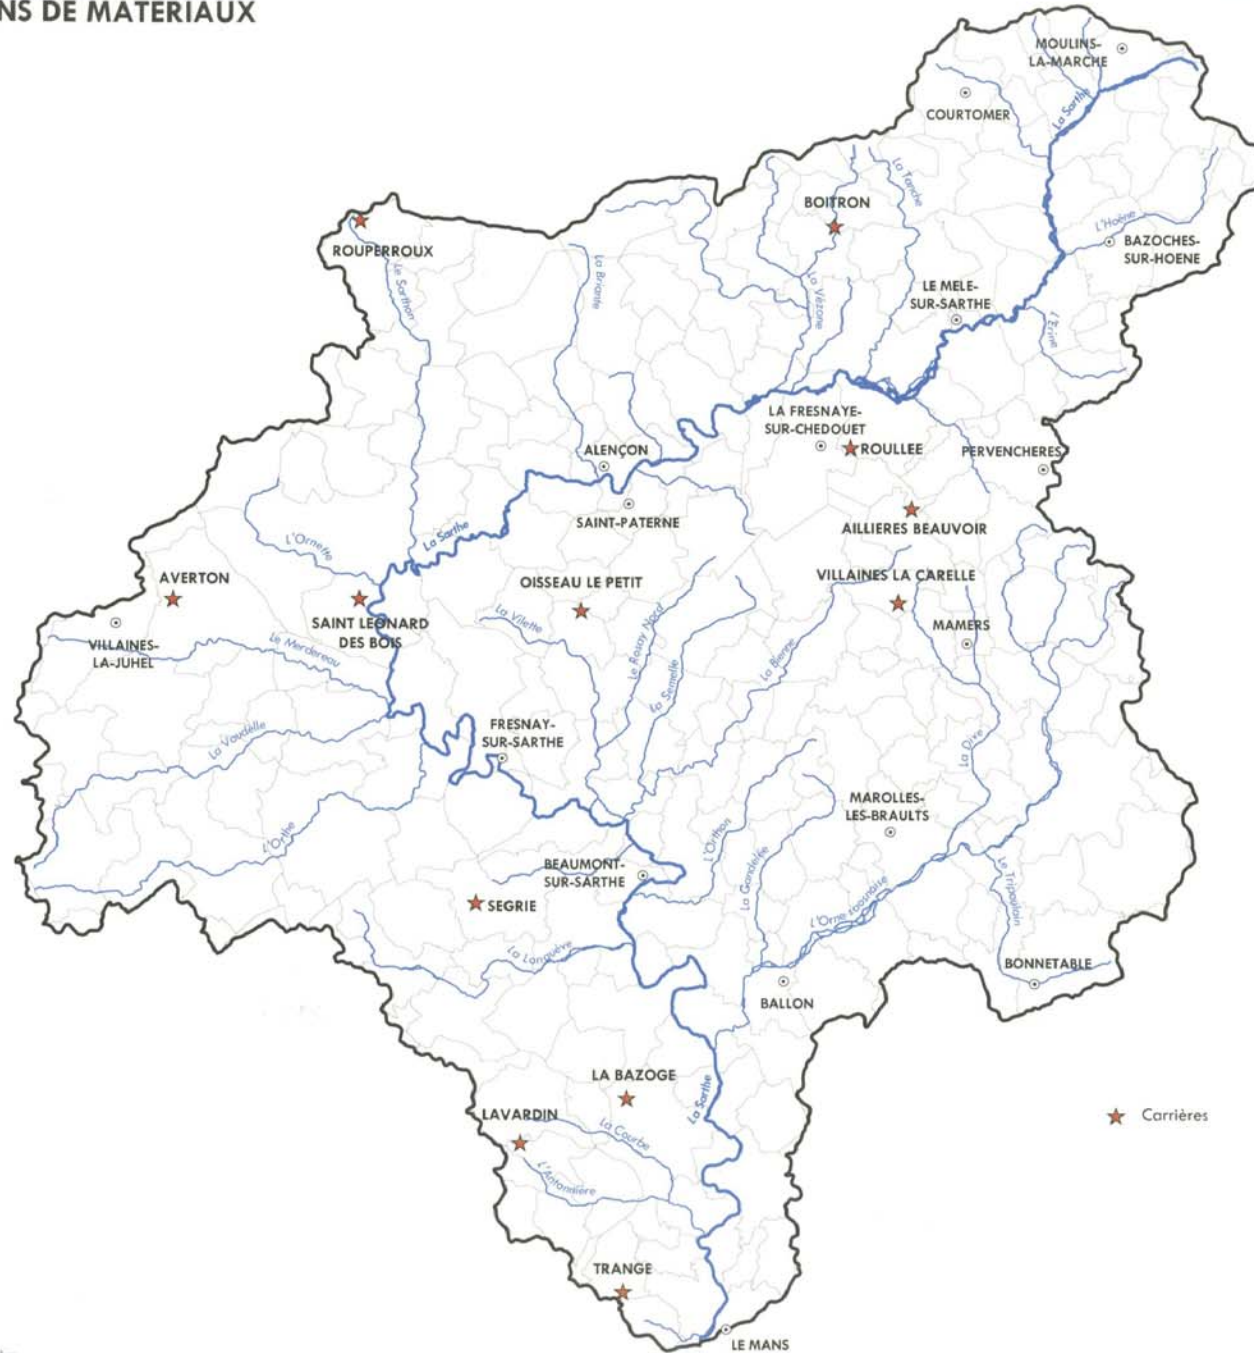 NS DE MATERIAUX
MOULINS-
LA-MARCHE
COURTOMER
La Sarthe
La Tanche
BOITRON
L'Hoëne
BAZOCHES-
SUR-HOENE
ROUPERROUX
Le Sarthon
La Briante
La Vézone
LE MELE-
SUR-SARTHE
L'Erine
LA FRESNAYE-
SUR-CHEDOUET
ROULLEE
PERVENCHERES
ALENÇON
SAINT-PATERNE
AILLIERES BEAUVOIR
La Sarthe
L'Ornette
AVERTON
OISSEAU LE PETIT
VILLAINES LA CARELLE
SAINT LEONARD
DES BOIS
La Vilette
Le Rosay Nord
MAMERS
VILLAINES-
LA-JUHEL
Le Merdereau
La Semelle
La Bienne
La Vaudelle
FRESNAY-
SUR-SARTHE
La Dive
MAROLLES-
LES-BRAULTS
L'Orthe
L'Orthon
BEAUMONT-
SUR-SARTHE
La Gandelée
Le Tripoulain
SEGRIE
L'Orne saosnoise
La Longuève
BONNETABLE
BALLON
LA BAZOGE
La Sarthe
LAVARDIN
La Courbe
Carrières
L'Antonnière
TRANGE
LE MANS